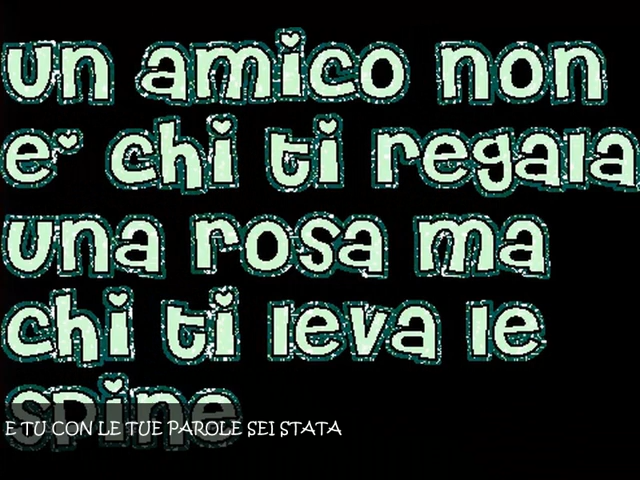 un amico non
e' chi ti regala
una rosa ma
chi ti leva le
spine
E TU CON LE TUE PAROLE SEI STATA